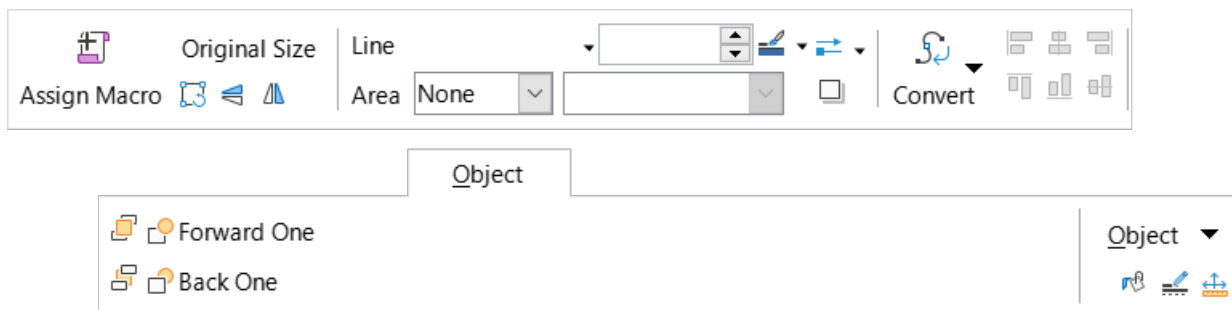 Original Size Line
Assign Macro Area None Convert
Object
Forward One Object
Back One